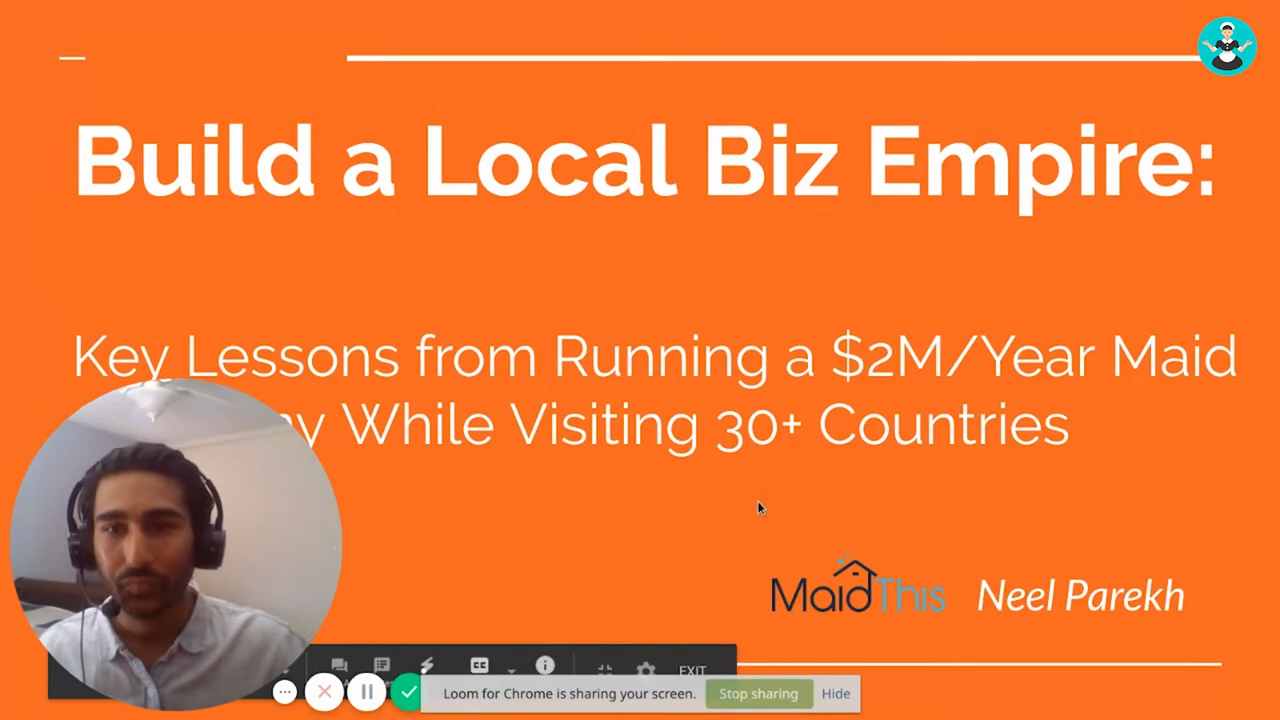 Build a Local Biz Empire:
Key Lessons from Running a $2M/Year Maid
While Visiting 30+ Countries
MaidThis Neel Parekh
CC EXIT
Loom for Chrome is sharing your screen. Stop sharing Hide